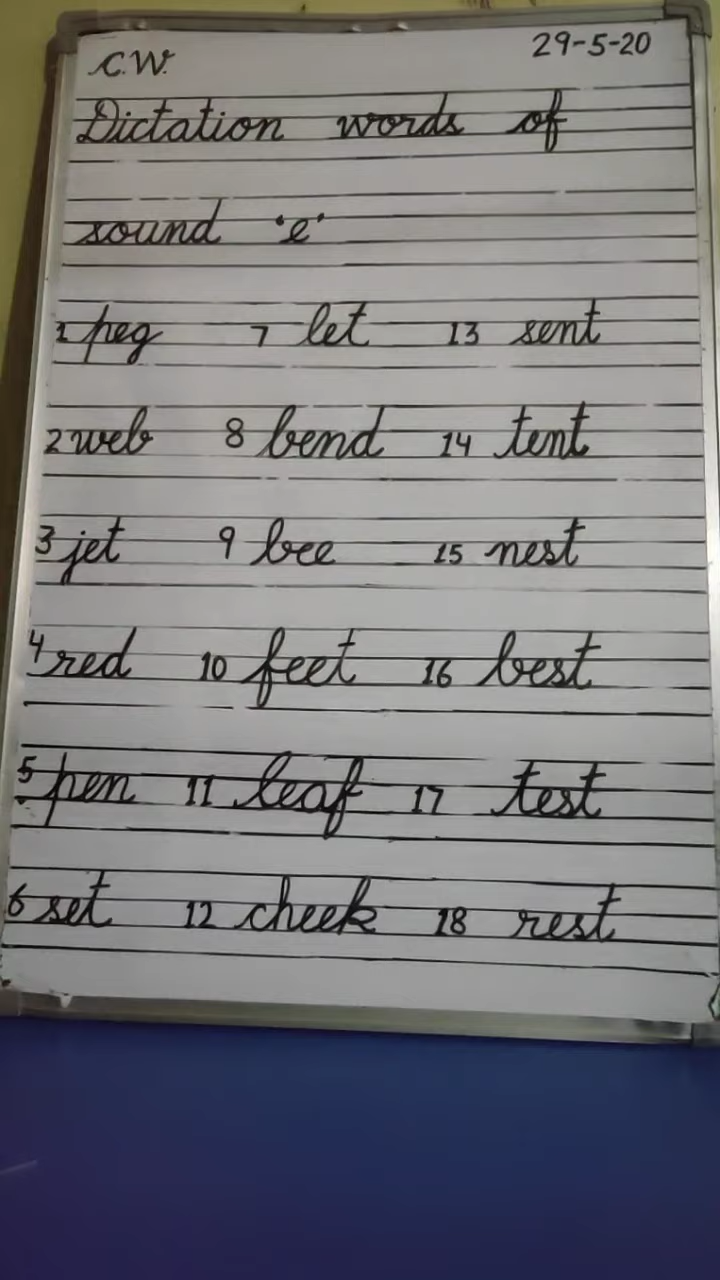 C.W. 29-5-20
Dictation words of
sound 'e'
1 peg 7 let 13 sent
2 web 8 bend 14 tent
3 jet 9 bee 15 nest
4 red 10 feet 16 best
5 pen 11 leaf 17 test
6 set 12 cheek 18 rest